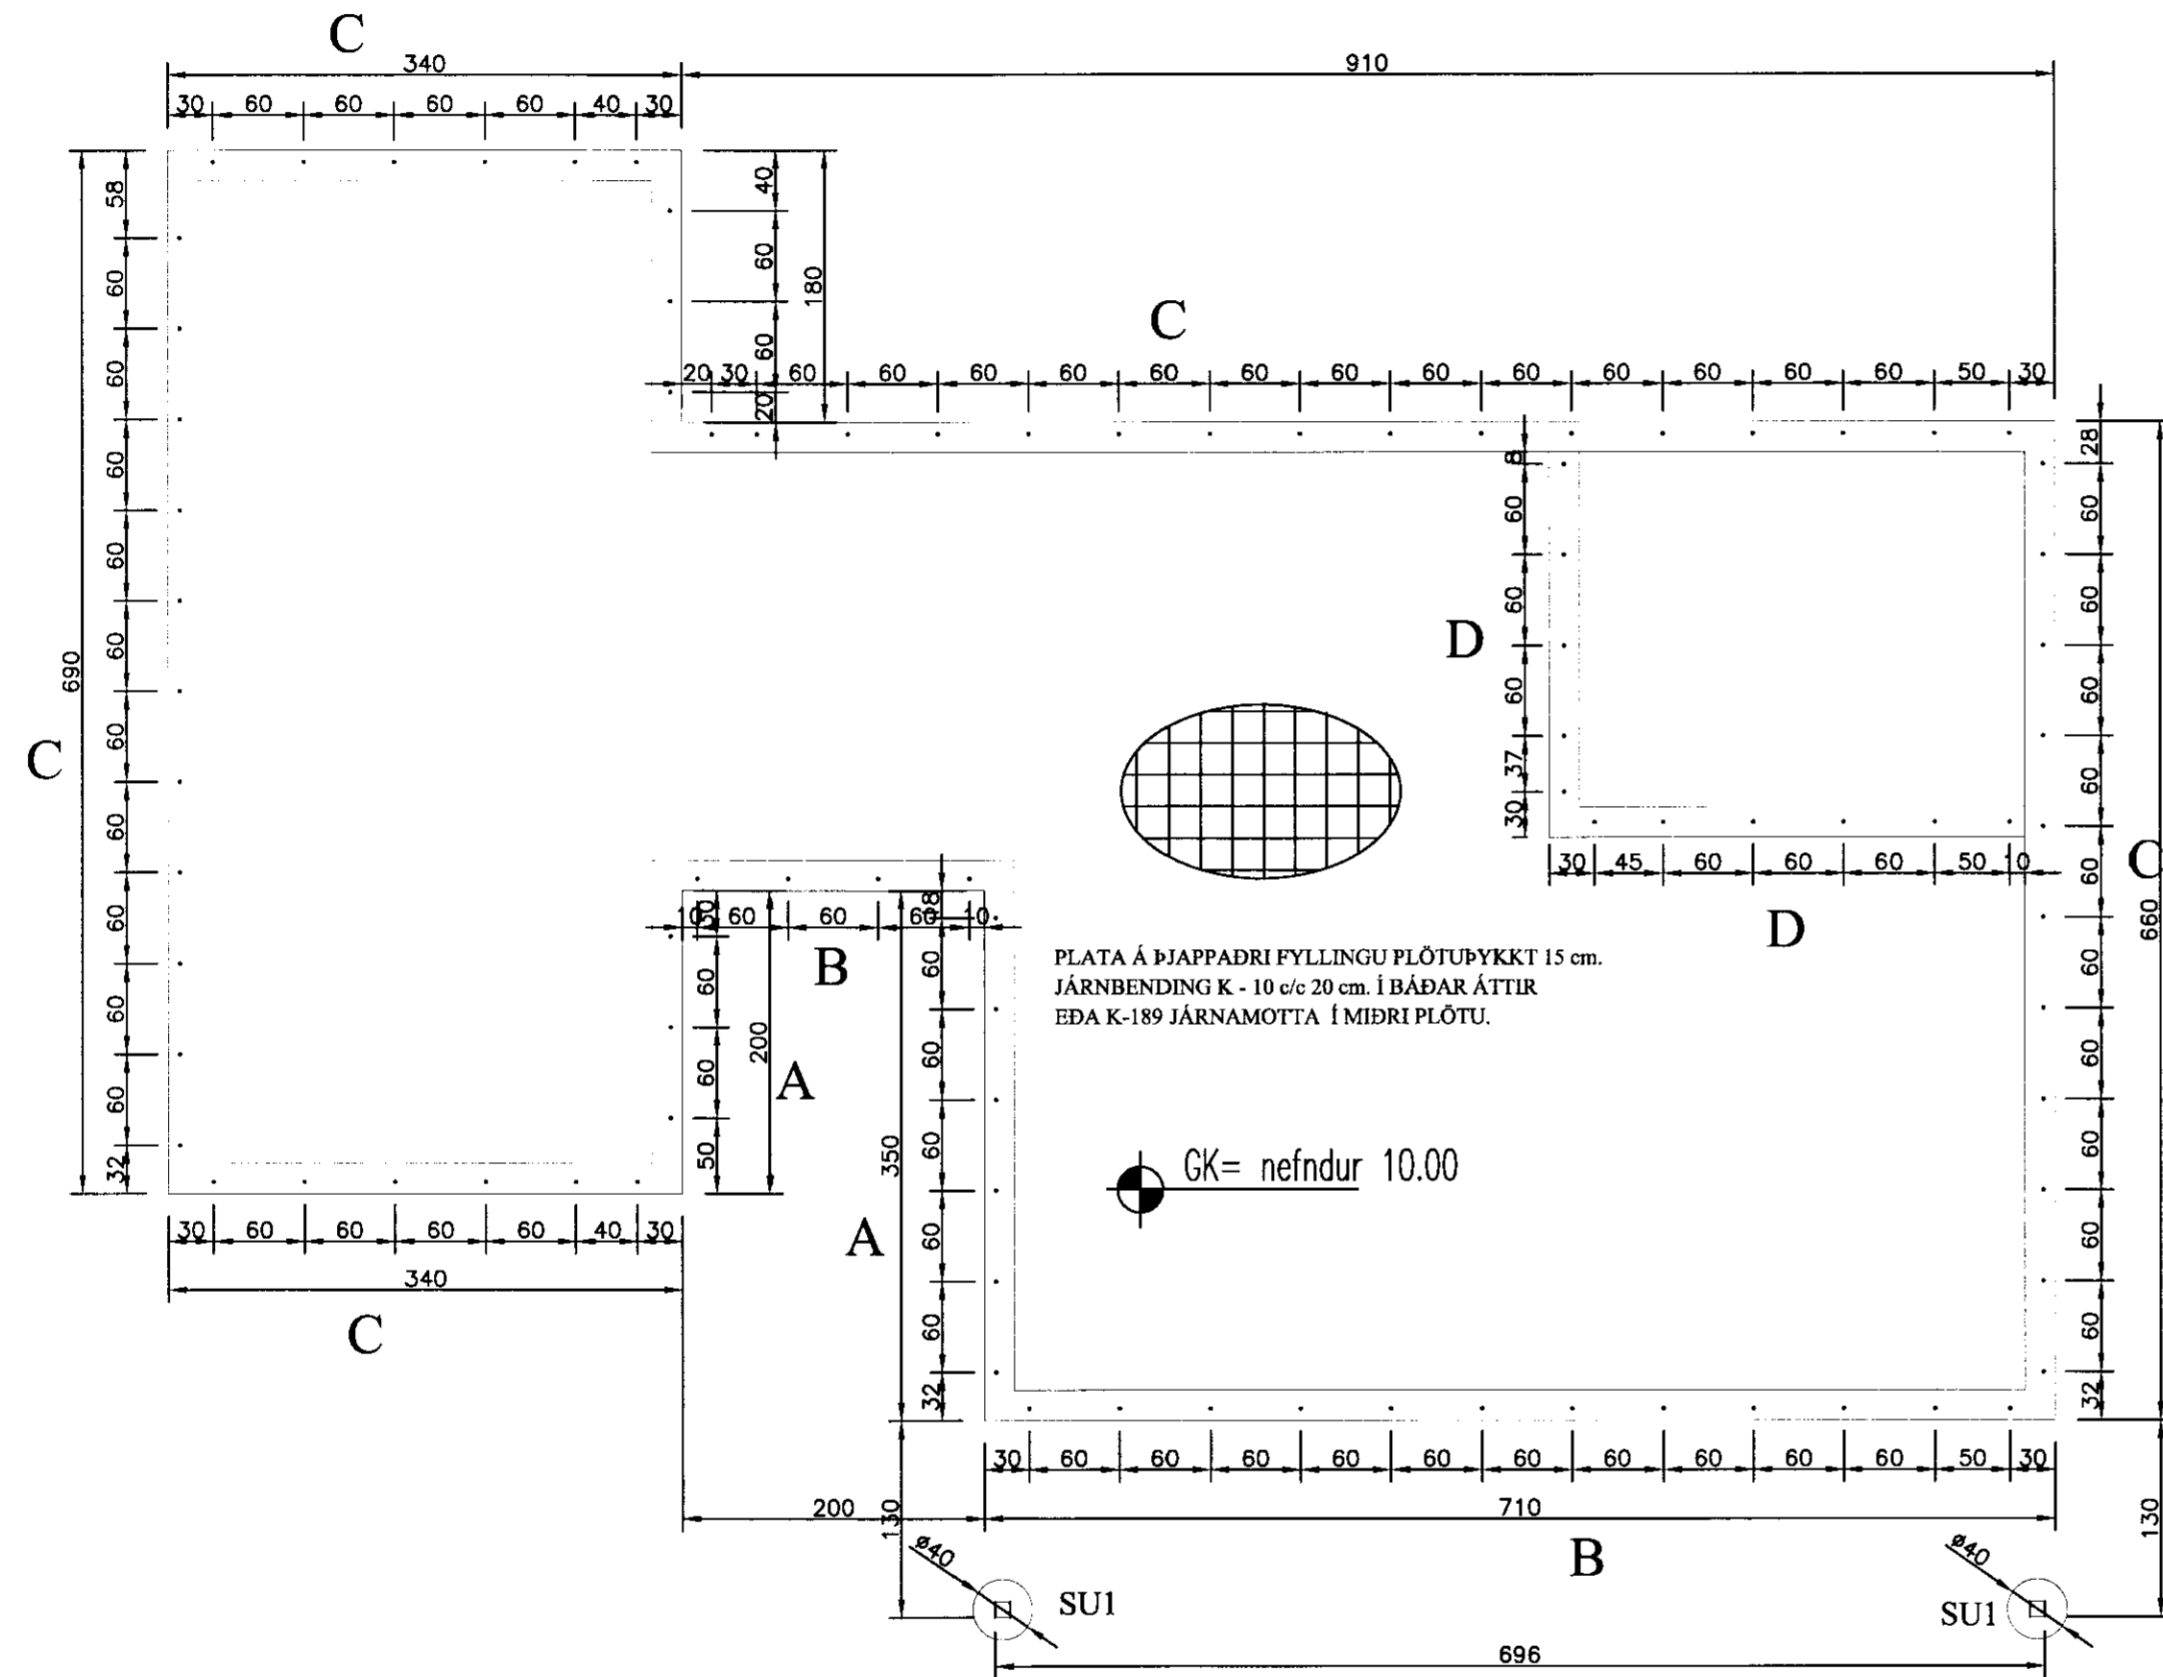 C
340
910
30 60 60 60 60 40 30
58
60
60
60
60
60
60
60
60
60
60
60
32
690
C
40
60
60
20
180
C
20 30 60 60 60 60 60 60 60 60 60 60 60 60 60 50 30
28
60
60
60
60
60
60
60
60
60
60
32
660
C
130
8
60
60
60
37
30
D
30 45 60 60 60 50 10
D
10 60 60 60 10
B
30
60
60
50
200
A
18
60
60
60
60
60
32
350
A
130
PLATA Á ÞJAPPAÐRI FYLLINGU PLÖTUÞYKKT 15 cm.
JÁRNBENDING K - 10 c/c 20 cm. Í BÁÐAR ÁTTIR
EÐA K-189 JÁRNAMOTTA Í MIÐRI PLÖTU.
GK= nefndur 10.00
30 60 60 60 60 40 30
340
C
30 60 60 60 60 60 60 60 60 60 60 50 30
200
710
B
ø40
SU1
ø40
SU1
696